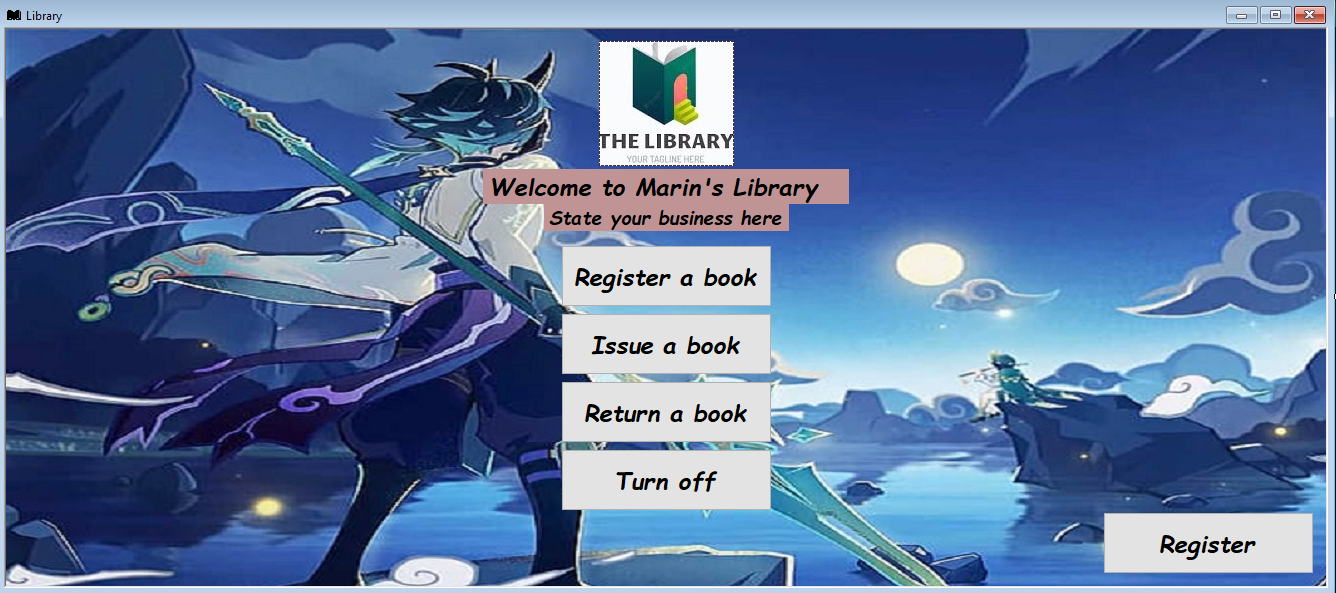 Library
THE LIBRARY
YOUR TAGLINE HERE
Welcome to Marin's Library
State your business here
Register a book
Issue a book
Return a book
Turn off
Register